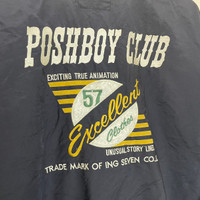 POSHBOY CLUB
EXCITING TRUE ANIMATION
57
Excellent
Clothes
UNUSUAL STORY LINE
TRADE MARK OF ING SEVEN CO.,